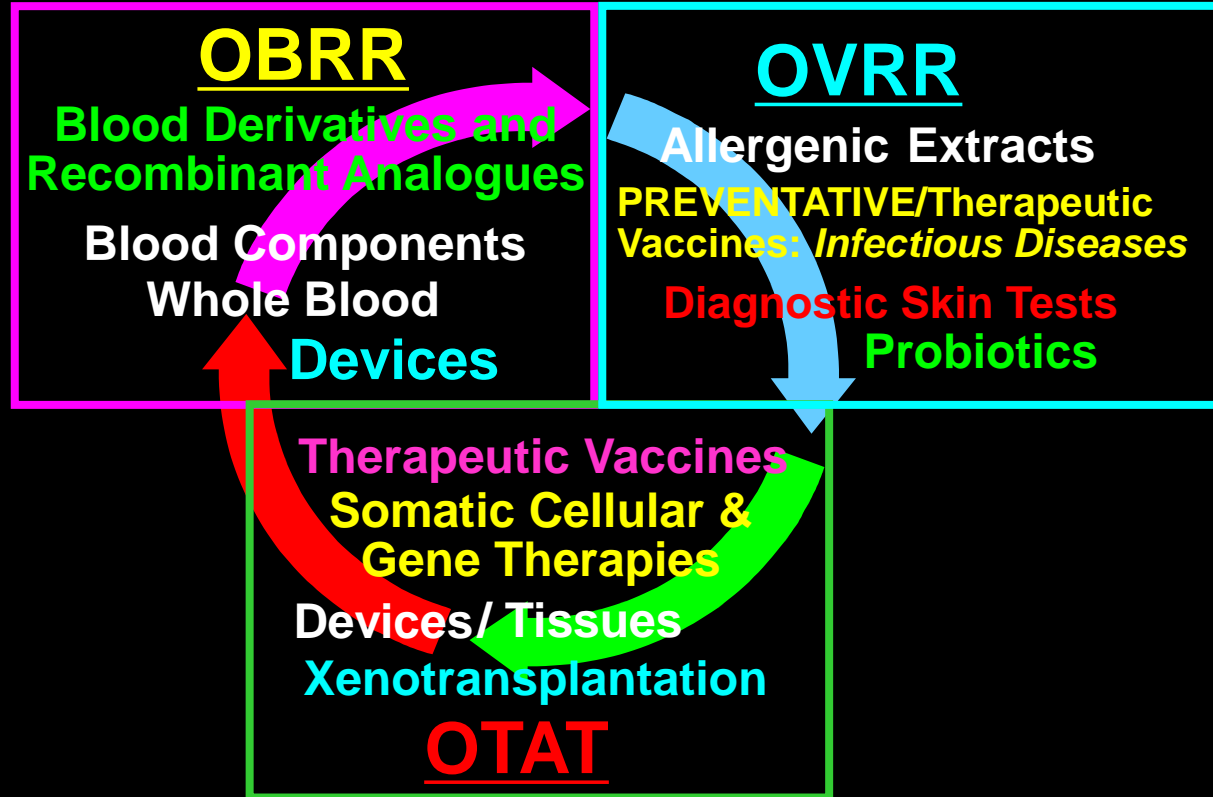 OBRR
Blood Derivatives and
Recombinant Analogues
Blood Components
Whole Blood
Devices
OVRR
Allergenic Extracts
PREVENTATIVE/Therapeutic
Vaccines: Infectious Diseases
Diagnostic Skin Tests
Probiotics
Therapeutic Vaccines
Somatic Cellular &
Gene Therapies
Devices/ Tissues
Xenotransplantation
OTAT